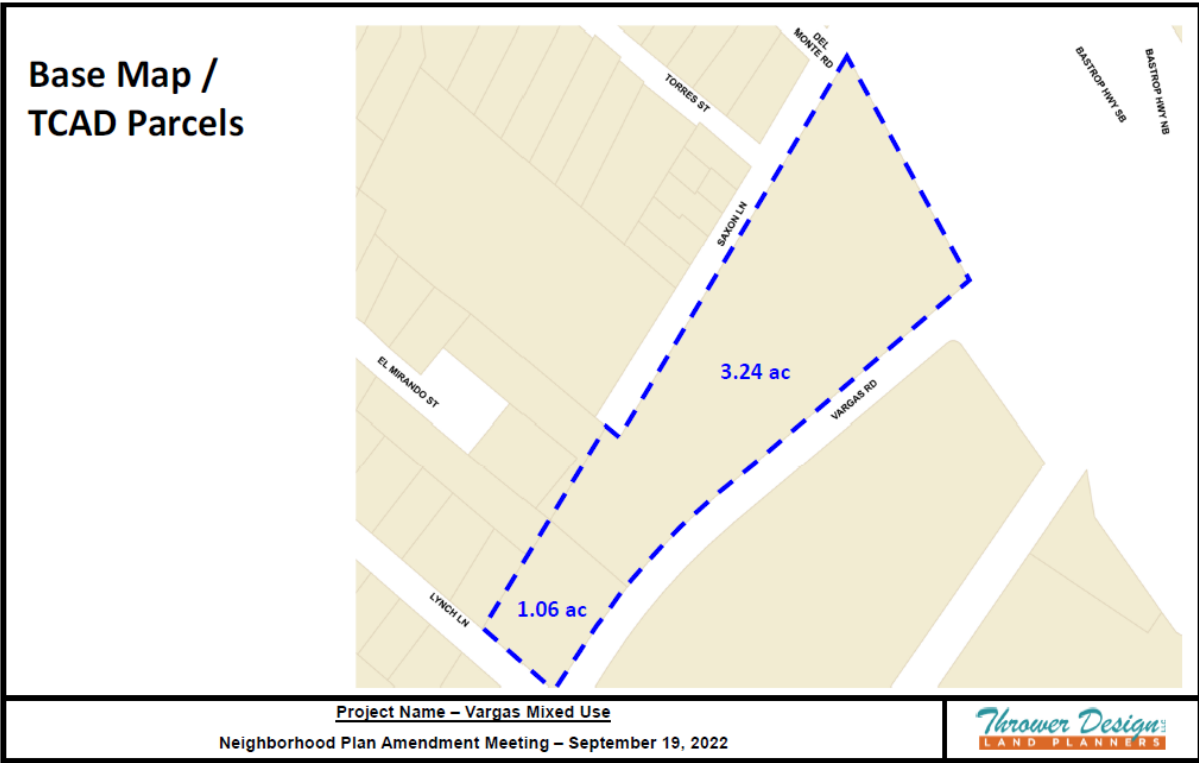 Base Map /
TCAD Parcels
DEL
MONTE RD
TORRES ST
BASTROP HWY SB
BASTROP HWY NB
SAXON LN
3.24 ac
EL MIRANDO ST
VARGAS RD
1.06 ac
LYNCH LN
Project Name – Vargas Mixed Use
Neighborhood Plan Amendment Meeting – September 19, 2022
Thrower Design LLC
LAND PLANNERS